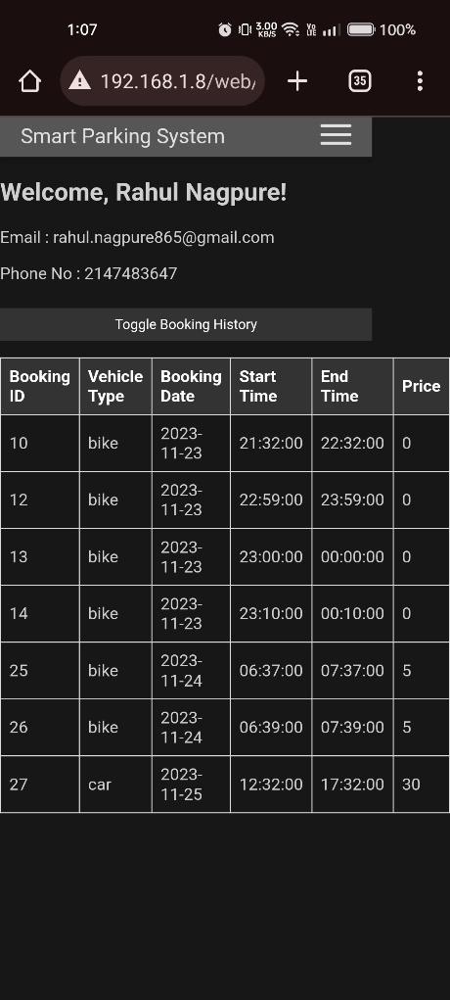 1:07 3.00 KB/S Vo LTE 100%
192.168.1.8/web/ 35
Smart Parking System
Welcome, Rahul Nagpure!
Email : rahul.nagpure865@gmail.com
Phone No : 2147483647
Toggle Booking History
Booking ID Vehicle Type Booking Date Start Time End Time Price
10 bike 2023-11-23 21:32:00 22:32:00 0
12 bike 2023-11-23 22:59:00 23:59:00 0
13 bike 2023-11-23 23:00:00 00:00:00 0
14 bike 2023-11-23 23:10:00 00:10:00 0
25 bike 2023-11-24 06:37:00 07:37:00 5
26 bike 2023-11-24 06:39:00 07:39:00 5
27 car 2023-11-25 12:32:00 17:32:00 30